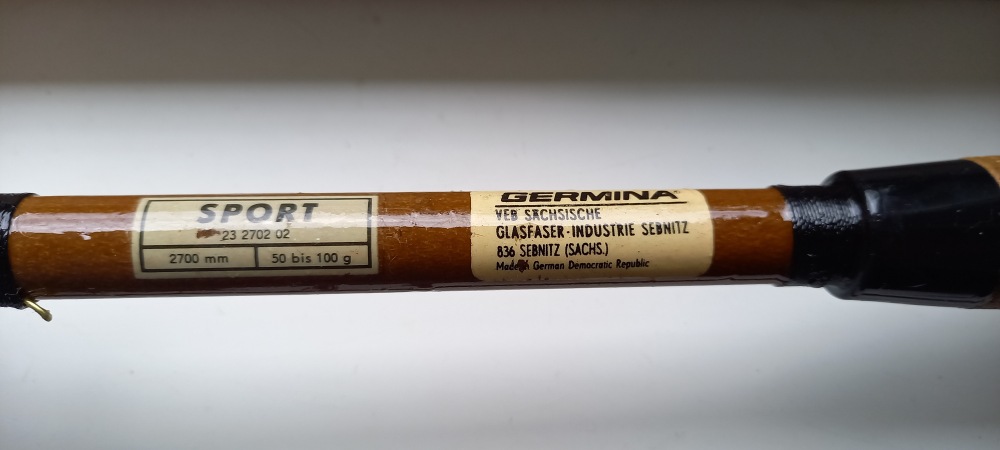 SPORT
23 2702 02
2700 mm
50 bis 100 g
GERMINA
VEB SÄCHSISCHE
GLASFASER-INDUSTRIE SEBNITZ
836 SEBNITZ (SACHS.)
Made in German Democratic Republic